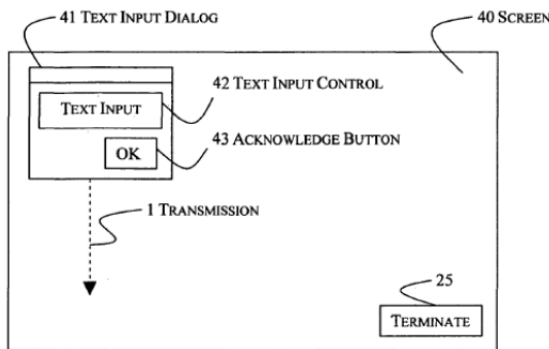 41 TEXT INPUT DIALOG
40 SCREEN
42 TEXT INPUT CONTROL
TEXT INPUT
43 ACKNOWLEDGE BUTTON
OK
1 TRANSMISSION
25
TERMINATE